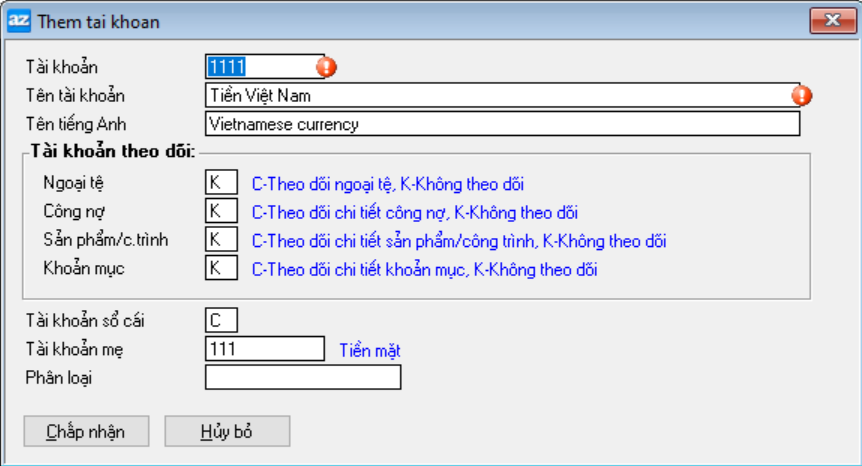 az Them tai khoan
Tài khoản 1111
Tên tài khoản Tiền Việt Nam
Tên tiếng Anh Vietnamese currency
Tài khoản theo dõi:
Ngoại tệ K C-Theo dõi ngoại tệ, K-Không theo dõi
Công nợ K C-Theo dõi chi tiết công nợ, K-Không theo dõi
Sản phẩm/c.trình K C-Theo dõi chi tiết sản phẩm/công trình, K-Không theo dõi
Khoản mục K C-Theo dõi chi tiết khoản mục, K-Không theo dõi
Tài khoản sổ cái C
Tài khoản mẹ 111 Tiền mặt
Phân loại
Chấp nhận Hủy bỏ